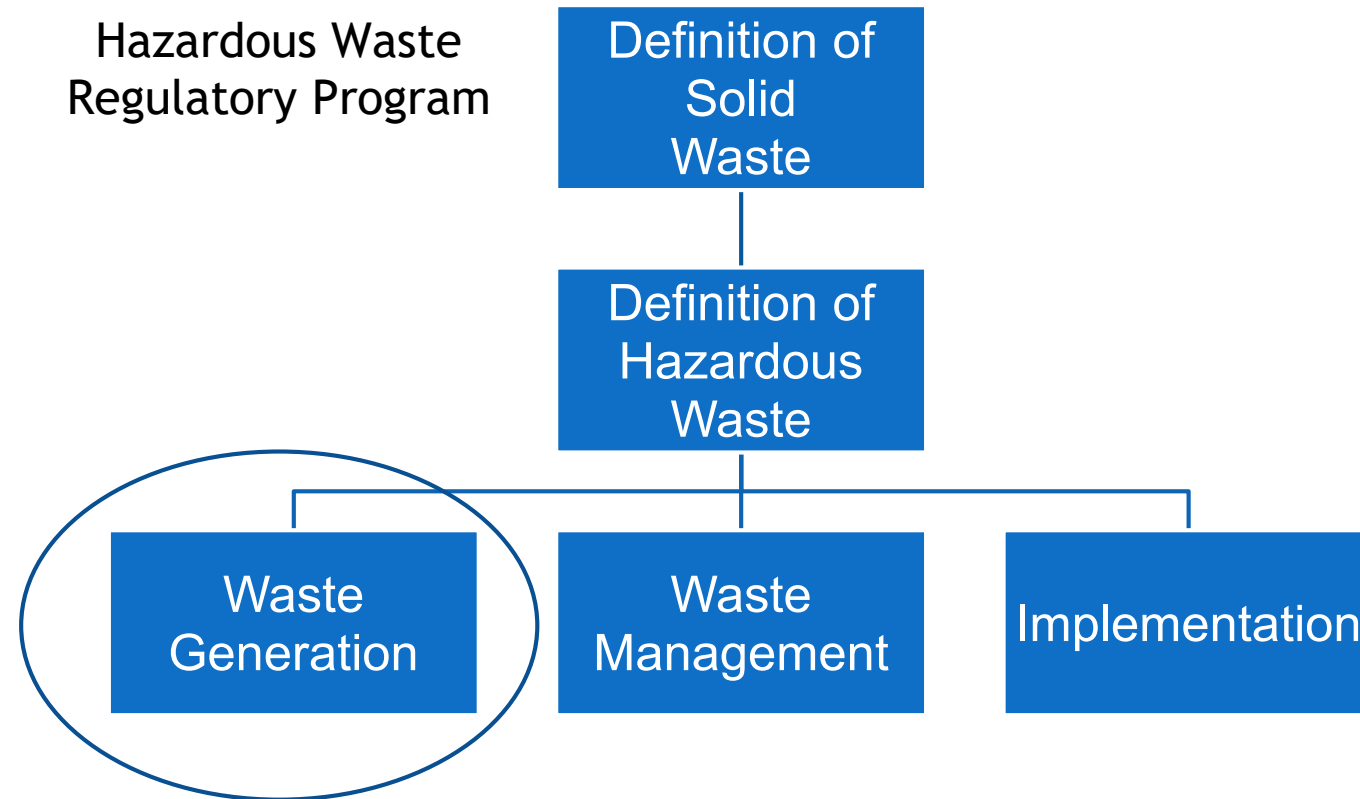 Hazardous Waste
Regulatory Program
Definition of
Solid
Waste
Definition of
Hazardous
Waste
Waste
Generation
Waste
Management
Implementation